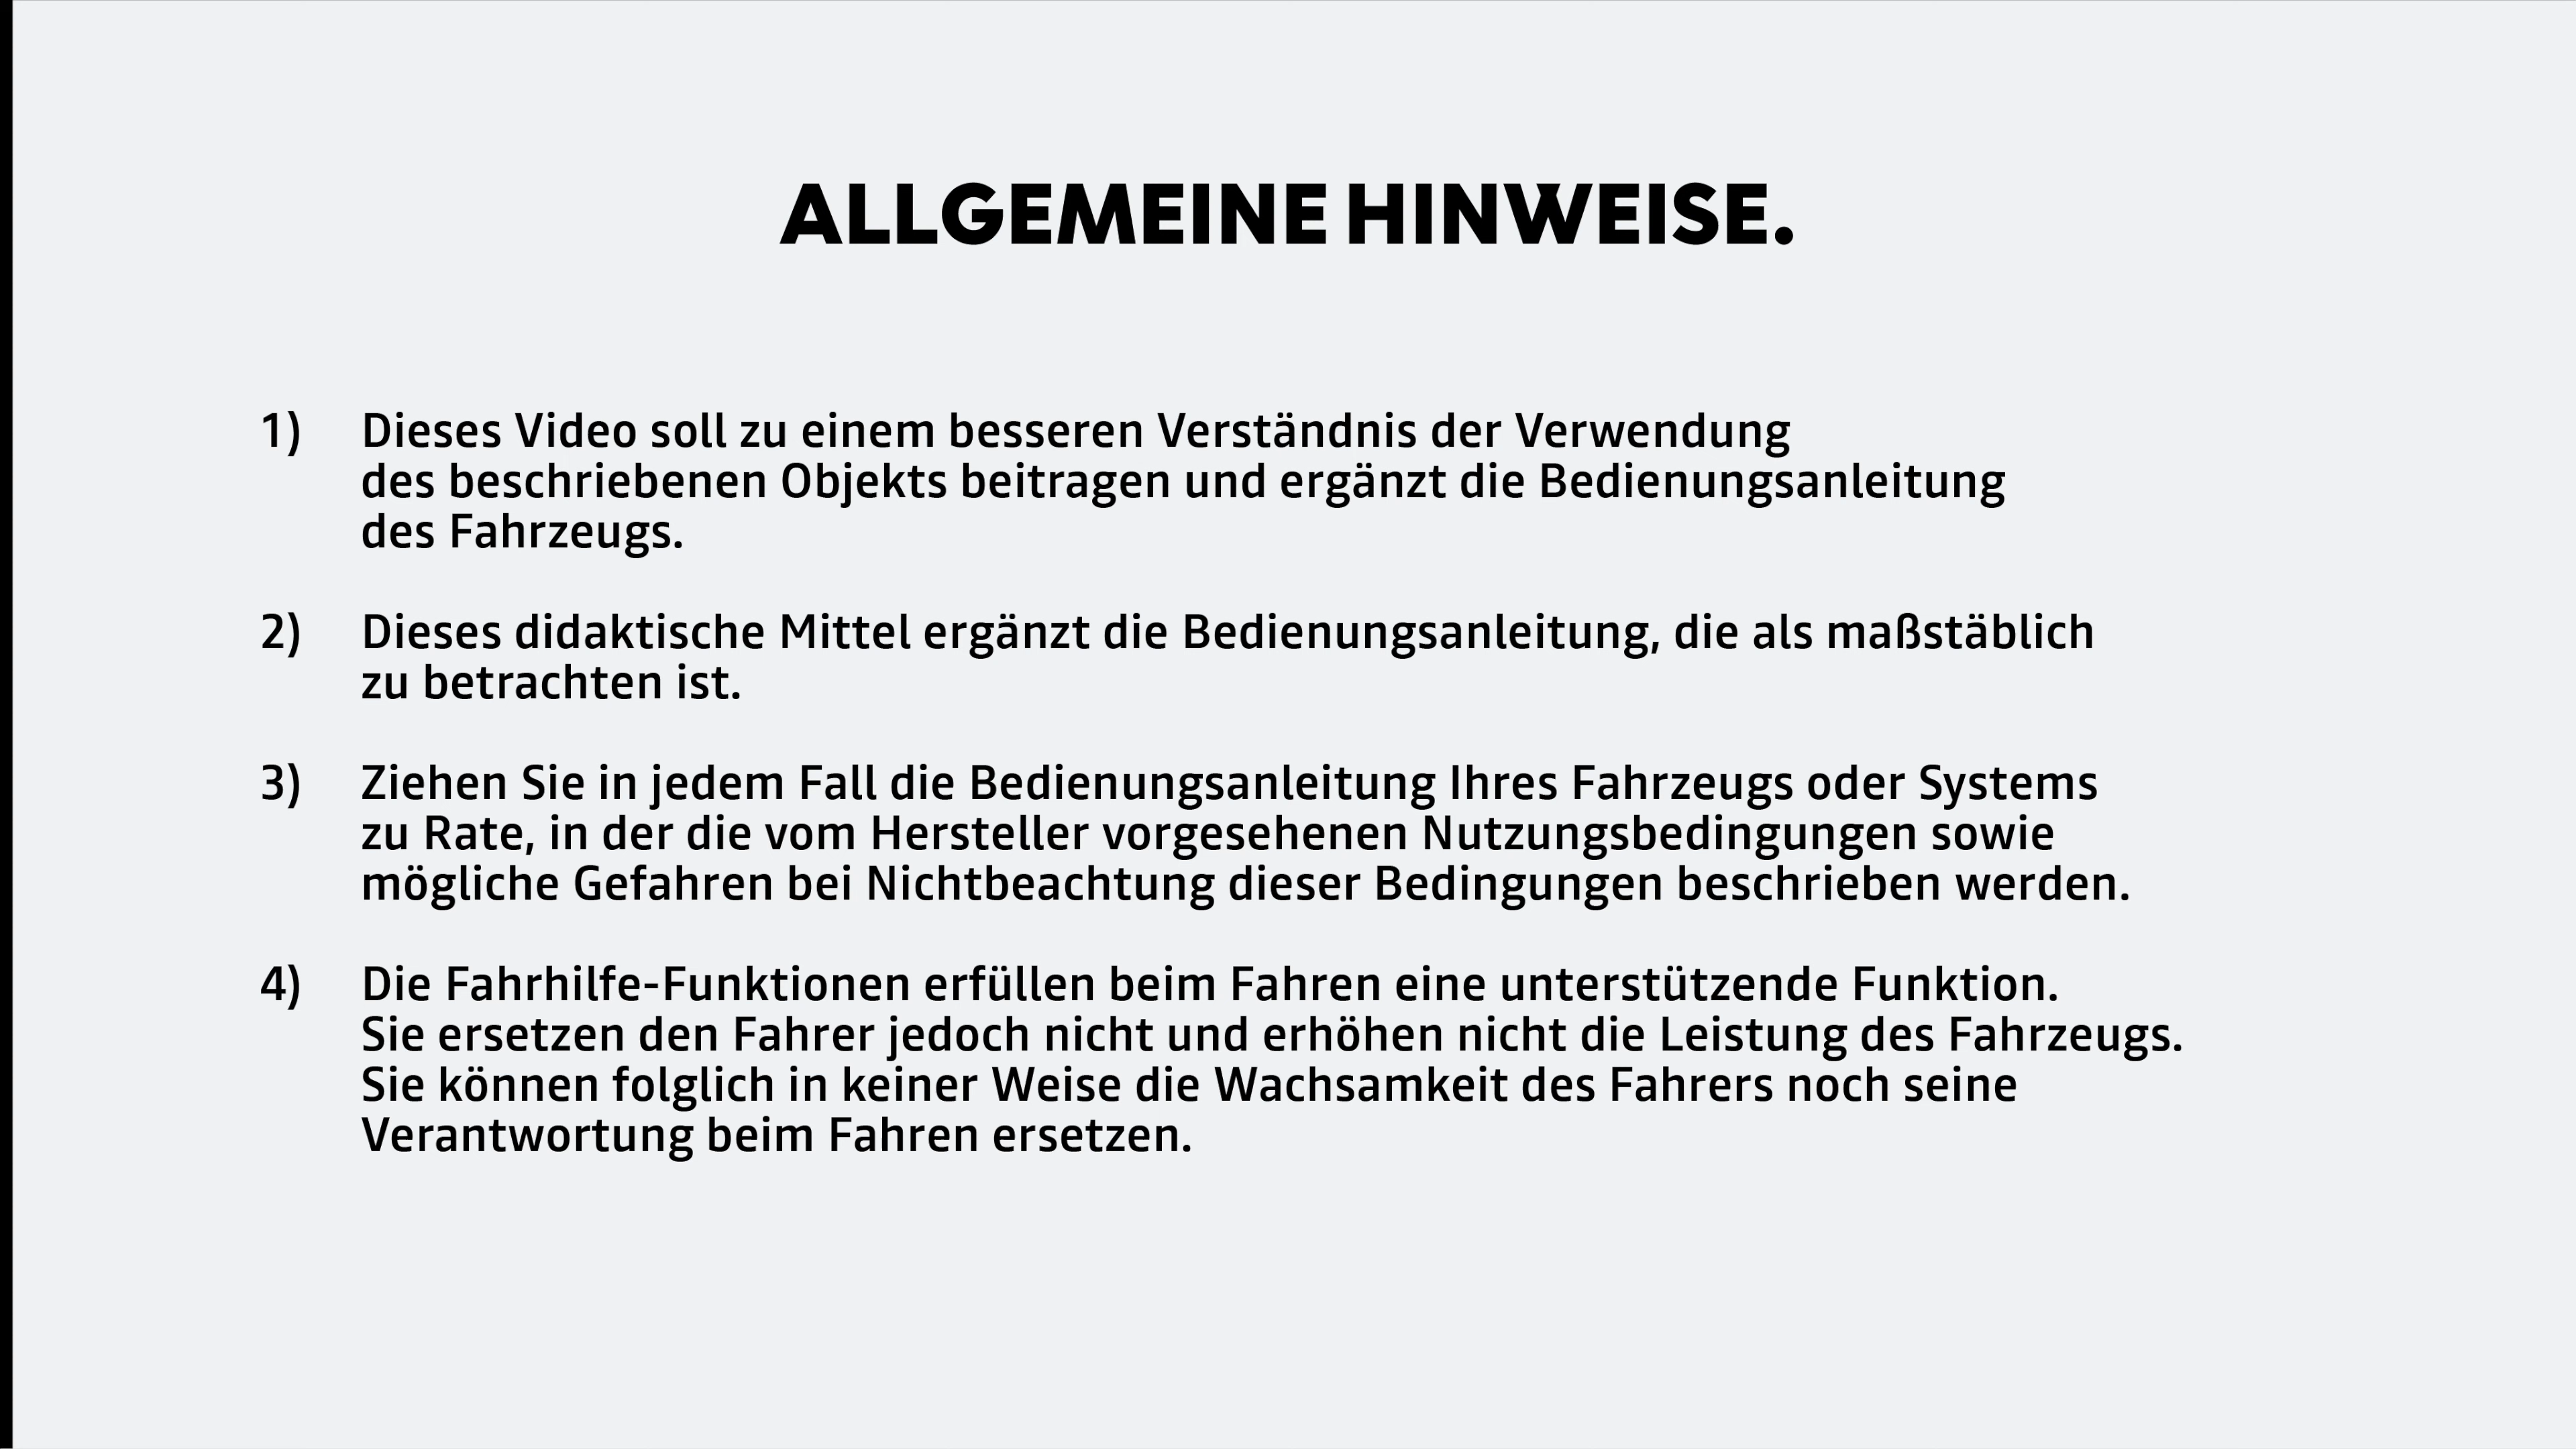 ALLGEMEINE HINWEISE.
1) Dieses Video soll zu einem besseren Verständnis der Verwendung
des beschriebenen Objekts beitragen und ergänzt die Bedienungsanleitung
des Fahrzeugs.
2) Dieses didaktische Mittel ergänzt die Bedienungsanleitung, die als maßstäblich
zu betrachten ist.
3) Ziehen Sie in jedem Fall die Bedienungsanleitung Ihres Fahrzeugs oder Systems
zu Rate, in der die vom Hersteller vorgesehenen Nutzungsbedingungen sowie
mögliche Gefahren bei Nichtbeachtung dieser Bedingungen beschrieben werden.
4) Die Fahrhilfe-Funktionen erfüllen beim Fahren eine unterstützende Funktion.
Sie ersetzen den Fahrer jedoch nicht und erhöhen nicht die Leistung des Fahrzeugs.
Sie können folglich in keiner Weise die Wachsamkeit des Fahrers noch seine
Verantwortung beim Fahren ersetzen.